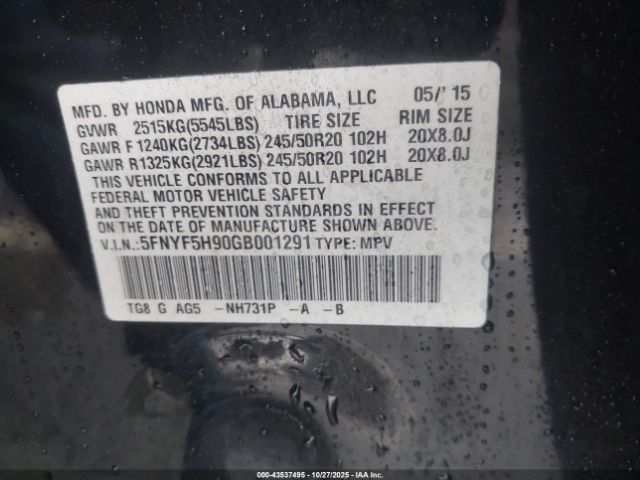 MFD. BY HONDA MFG. OF ALABAMA, LLC 05/'15
GVWR 2515KG(5545LBS) TIRE SIZE RIM SIZE
GAWR F1240KG(2734LBS) 245/50R20 102H 20X8.0J
GAWR R1325KG(2921LBS) 245/50R20 102H 20X8.0J
THIS VEHICLE CONFORMS TO ALL APPLICABLE
FEDERAL MOTOR VEHICLE SAFETY
AND THEFT PREVENTION STANDARDS IN EFFECT
ON THE DATE OF MANUFACTURE SHOWN ABOVE.
V.I.N.:5FNYF5H90GB001291 TYPE: MPV
TG8 G AG5 -NH731P -A -B
000-43537495 • 10/27/2025 • IAA Inc.